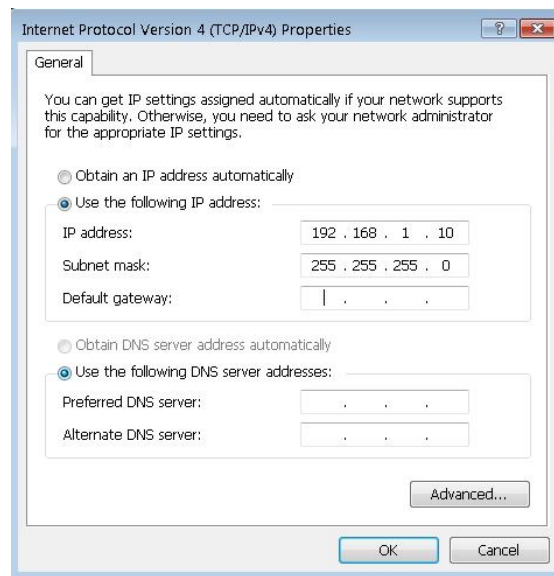 Internet Protocol Version 4 (TCP/IPv4) Properties
General
You can get IP settings assigned automatically if your network supports
this capability. Otherwise, you need to ask your network administrator
for the appropriate IP settings.
Obtain an IP address automatically
Use the following IP address:
IP address: 192 . 168 . 1 . 10
Subnet mask: 255 . 255 . 255 . 0
Default gateway: . . .
Obtain DNS server address automatically
Use the following DNS server addresses:
Preferred DNS server: . . .
Alternate DNS server: . . .
Advanced...
OK Cancel